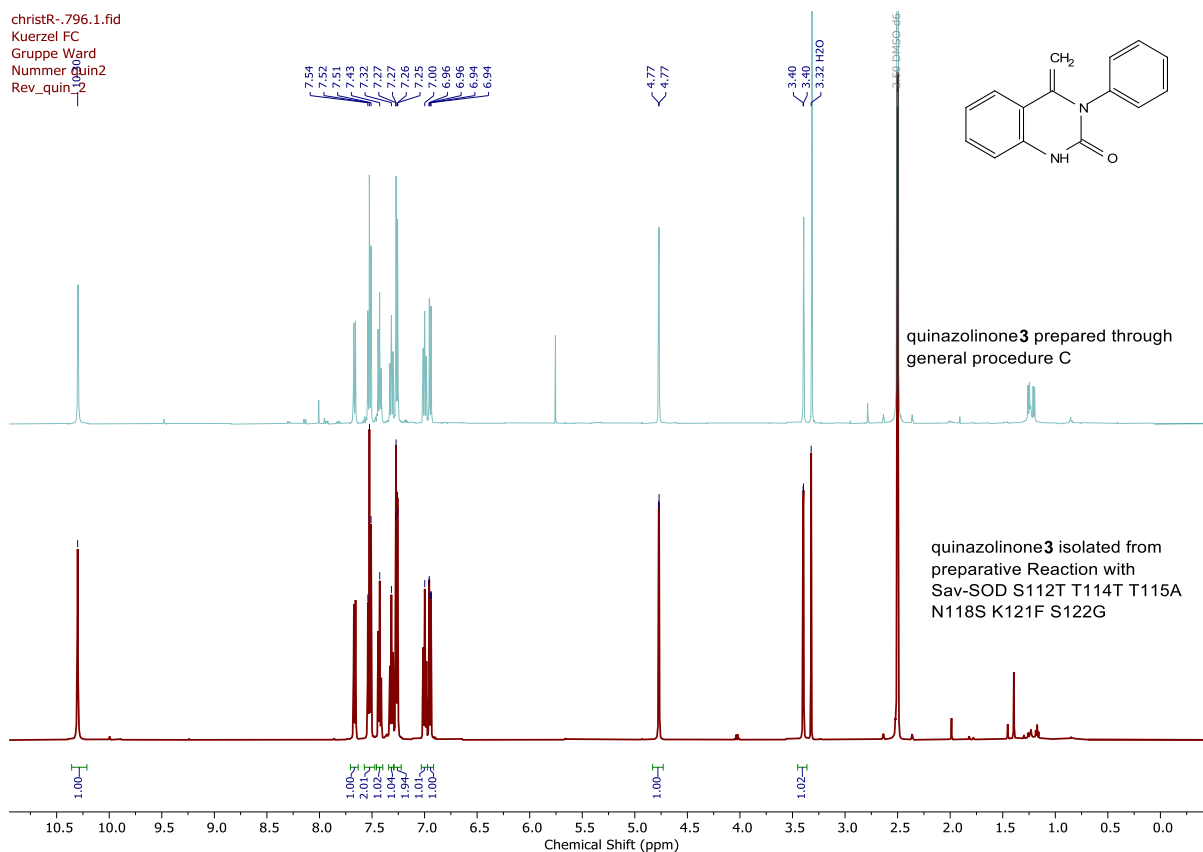 christR-.796.1.fid
Kuerzel FC
Gruppe Ward
Nummer quin2
Rev_quin_2
10.30
7.54
7.52
7.51
7.43
7.32
7.27
7.27
7.26
7.25
7.00
6.96
6.96
6.94
6.94
4.77
4.77
3.40
3.40
3.32 H2O
2.50 DMSO-d6
CH2
N
NH
O
quinazolinone 3 prepared through
general procedure C
quinazolinone 3 isolated from
preparative Reaction with
Sav-SOD S112T T114T T115A
N118S K121F S122G
1.00
1.00
2.01
1.02
1.04
1.94
1.01
1.00
1.00
1.02
10.5 10.0 9.5 9.0 8.5 8.0 7.5 7.0 6.5 6.0 5.5 5.0 4.5 4.0 3.5 3.0 2.5 2.0 1.5 1.0 0.5 0.0
Chemical Shift (ppm)